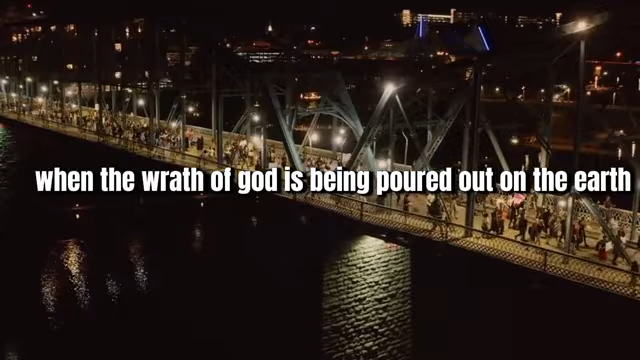 when the wrath of god is being poured out on the earth